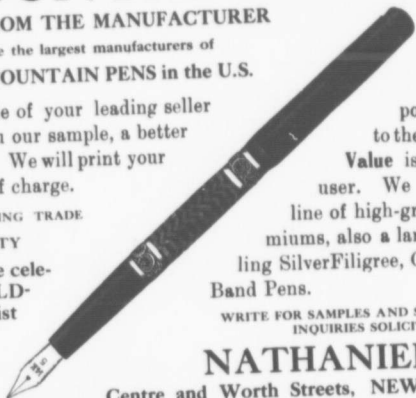 OM THE MANUFACTURER
e the largest manufacturers of
OUNTAIN PENS in the U.S.
e of your leading seller
our sample, a better
We will print your
f charge.
ING TRADE
TY
e cele-
LD-
ist
po
to the
Value is
user. We
line of high-gr
miums, also a lar
ling SilverFiligree, G
Band Pens.
WRITE FOR SAMPLES AND S
INQUIRIES SOLICI
NATHANIEL
Centre and Worth Streets, NEW